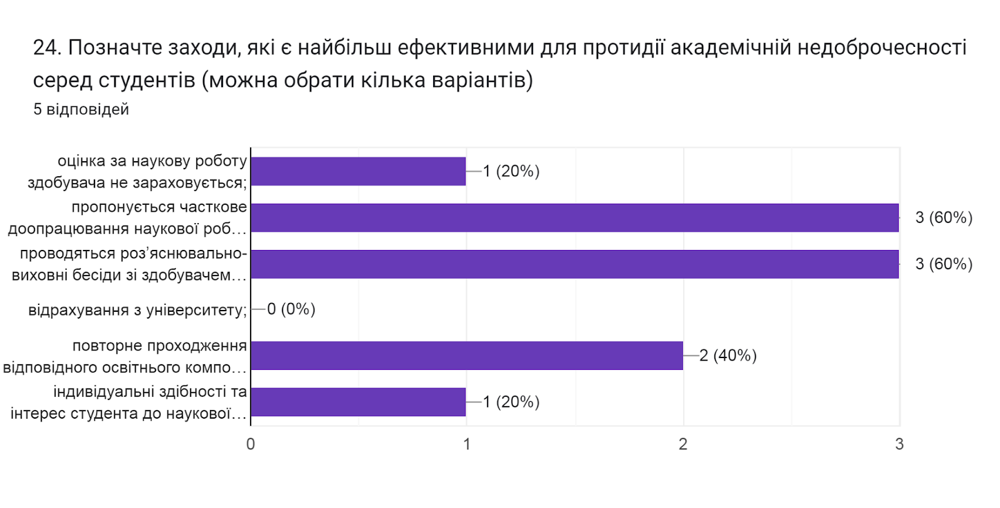 24. Позначте заходи, які є найбільш ефективними для протидії академічній недоброчесності
серед студентів (можна обрати кілька варіантів)
5 відповідей
оцінка за наукову роботу
здобувача не зараховується;
1 (20%)
пропонується часткове
доопрацювання наукової роб…
3 (60%)
проводяться роз’яснювально-
виховні бесіди зі здобувачем…
3 (60%)
відрахування з університету;
0 (0%)
повторне проходження
відповідного освітнього компо…
2 (40%)
індивідуальні здібності та
інтерес студента до наукової…
1 (20%)
0 1 2 3